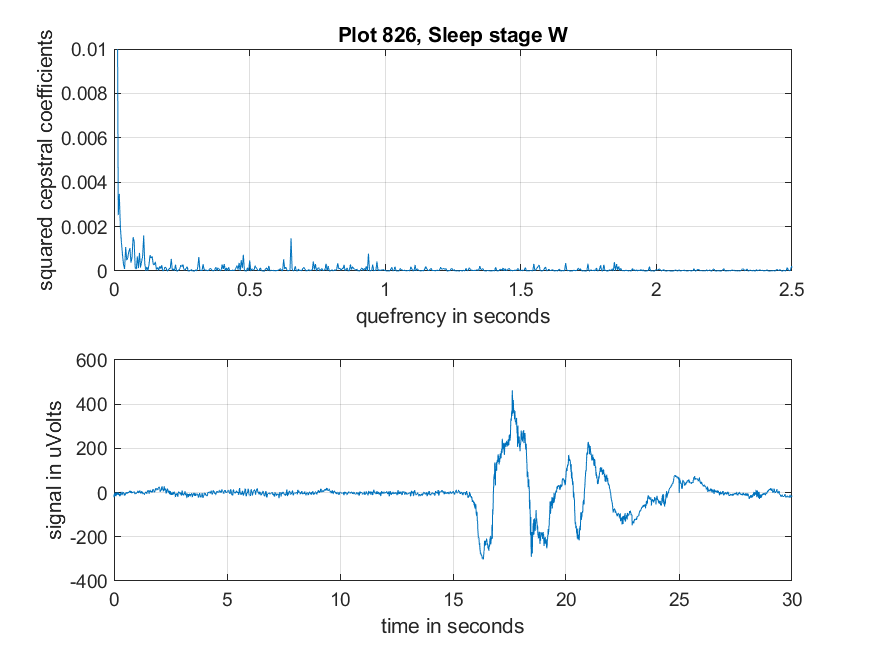 Plot 826, Sleep stage W
squared cepstral coefficients
0.01
0.008
0.006
0.004
0.002
0
0 0.5 1 1.5 2 2.5
quefrency in seconds
signal in uVolts
600
400
200
0
-200
-400
0 5 10 15 20 25 30
time in seconds